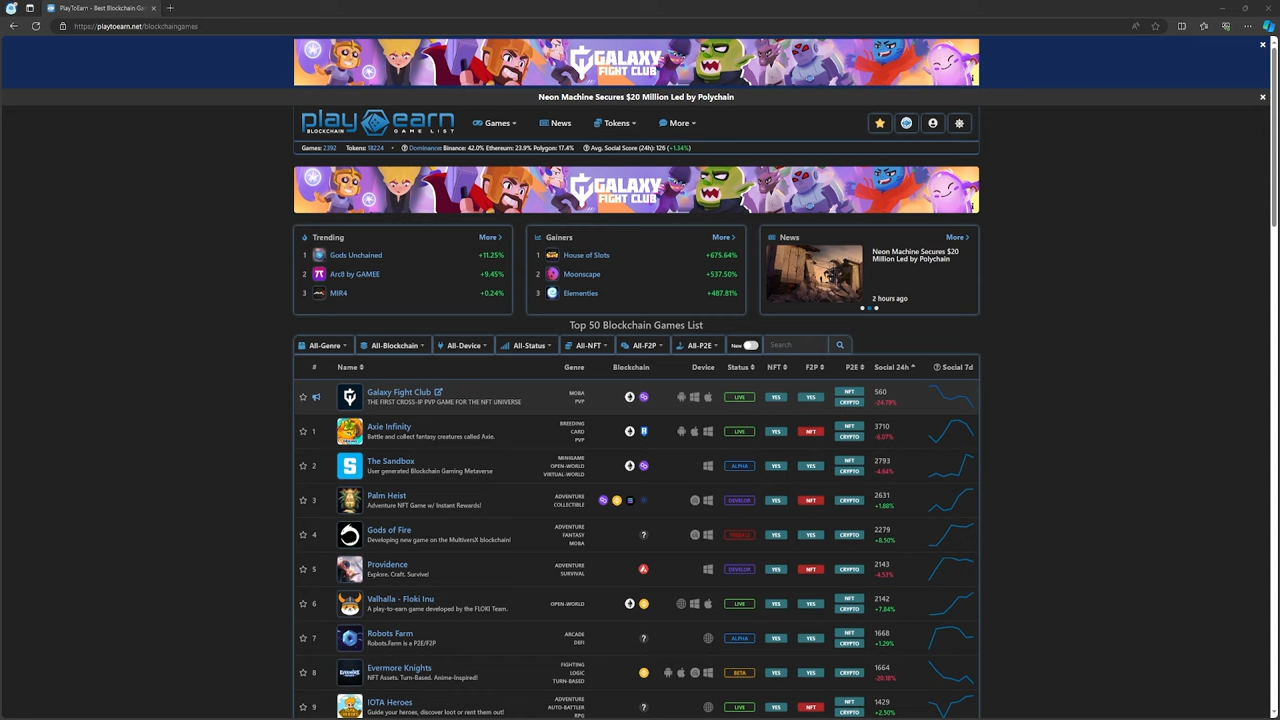 PlayToEarn - Best Blockchain Ga
https://playtoearn.net/blockchaingames
GALAXY
FIGHT CLUB
Neon Machine Secures $20 Million Led by Polychain
play earn
BLOCKCHAIN GAME LIST
Games News Tokens More
Games: 2392 Tokens: 18224 • Dominance: Binance: 42.0% Ethereum: 23.9% Polygon: 17.4% Avg. Social Score (24h): 126 (+1.34%)
GALAXY
FIGHT CLUB
Trending More
1 Gods Unchained +11.25%
2 Arc8 by GAMEE +9.45%
3 MIR4 +0.24%
Gainers More
1 House of Slots +675.64%
2 Moonscape +537.50%
3 Elementies +487.81%
News More
Neon Machine Secures $20
Million Led by Polychain
2 hours ago
Top 50 Blockchain Games List
All-Genre All-Blockchain All-Device All-Status All-NFT All-F2P All-P2E New Search
# Name Genre Blockchain Device Status NFT F2P P2E Social 24h Social 7d
Galaxy Fight Club MOBA NFT 560
THE FIRST CROSS-IP PVP GAME FOR THE NFT UNIVERSE PVP LIVE YES YES CRYPTO -24.79%
1 Axie Infinity BREEDING NFT 3710
Battle and collect fantasy creatures called Axie. CARD LIVE YES NFT CRYPTO -6.07%
PVP
2 The Sandbox MINIGAME NFT 2793
User generated Blockchain Gaming Metaverse OPEN-WORLD ALPHA YES YES CRYPTO -4.64%
VIRTUAL-WORLD
3 Palm Heist ADVENTURE 2631
Adventure NFT Game w/ Instant Rewards! COLLECTIBLE DEVELOP YES NFT CRYPTO +1.88%
4 Gods of Fire ADVENTURE 2279
Developing new game on the MultiversX blockchain! FANTASY ? YES YES CRYPTO +8.50%
MOBA
5 Providence ADVENTURE 2143
Explore. Craft. Survive! SURVIVAL DEVELOP YES NFT CRYPTO -4.53%
6 Valhalla - Floki Inu NFT 2142
A play-to-earn game developed by the FLOKI Team. OPEN-WORLD LIVE YES YES CRYPTO +7.84%
7 Robots Farm ARCADE NFT 1668
Robots.Farm is a P2E/F2P DEFI ? ALPHA YES YES CRYPTO +1.29%
8 Evermore Knights FIGHTING 1664
NFT Assets. Turn-Based. Anime-Inspired! LOGIC BETA YES YES CRYPTO -20.18%
TURN-BASED
9 IOTA Heroes ADVENTURE NFT 1429
Guide your heroes, discover loot or rent them out! AUTO-BATTLER ? LIVE YES NFT CRYPTO +2.50%
RPG